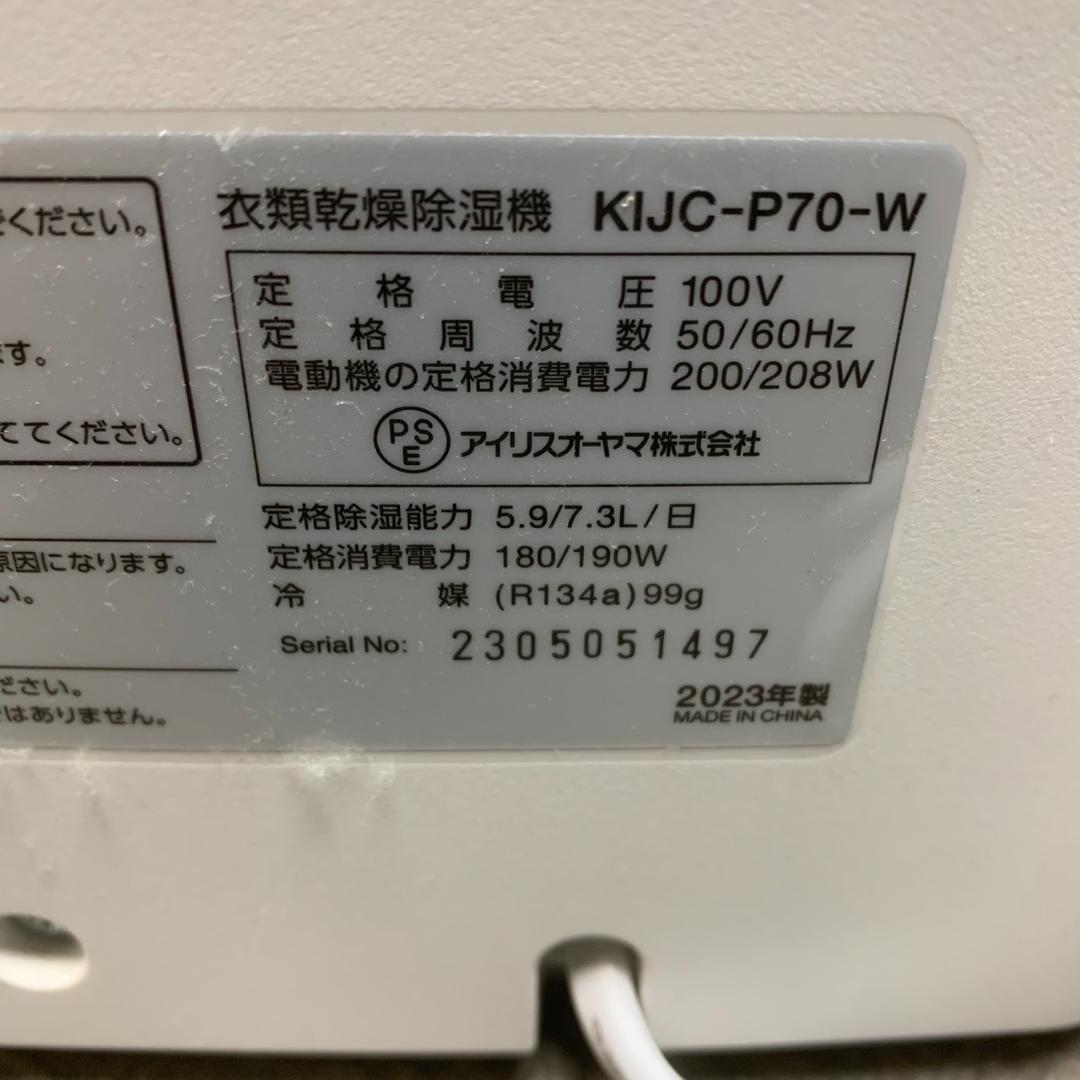 衣類乾燥除湿機 KIJC-P70-W
定格電圧 100V
定格周波数 50/60Hz
電動機の定格消費電力 200/208W
PSE アイリスオーヤマ株式会社
定格除湿能力 5.9/7.3L/日
定格消費電力 180/190W
冷媒 (R134a)99g
Serial No: 2305051497
2023年製
MADE IN CHINA
ください。
ます。
てください。
原因になります。
い。
ださい。
はありません。